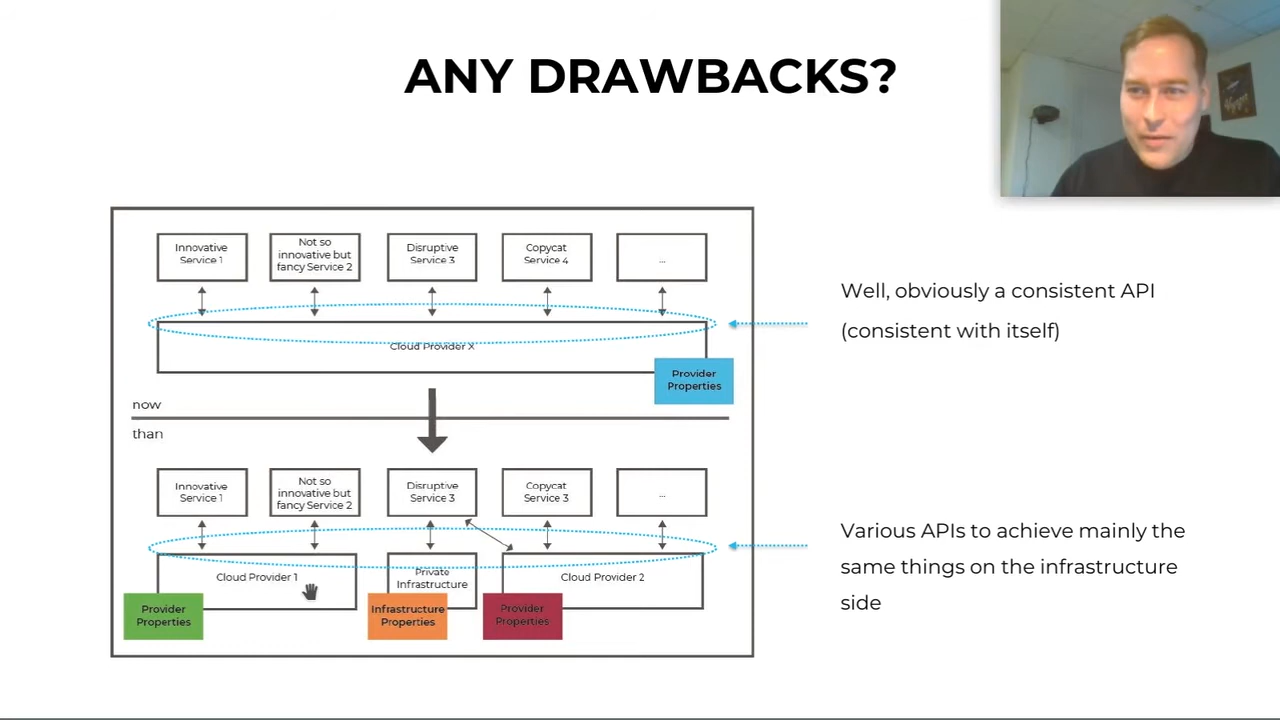 ANY DRAWBACKS?
Innovative
Service 1
Not so
innovative but
fancy Service 2
Disruptive
Service 3
Copycat
Service 4
...
Cloud Provider X
Provider
Properties
now
than
Innovative
Service 1
Not so
innovative but
fancy Service 2
Disruptive
Service 3
Copycat
Service 3
...
Cloud Provider 1
Private
Infrastructure
Cloud Provider 2
Provider
Properties
Infrastructure
Properties
Provider
Properties
Well, obviously a consistent API
(consistent with itself)
Various APIs to achieve mainly the
same things on the infrastructure
side